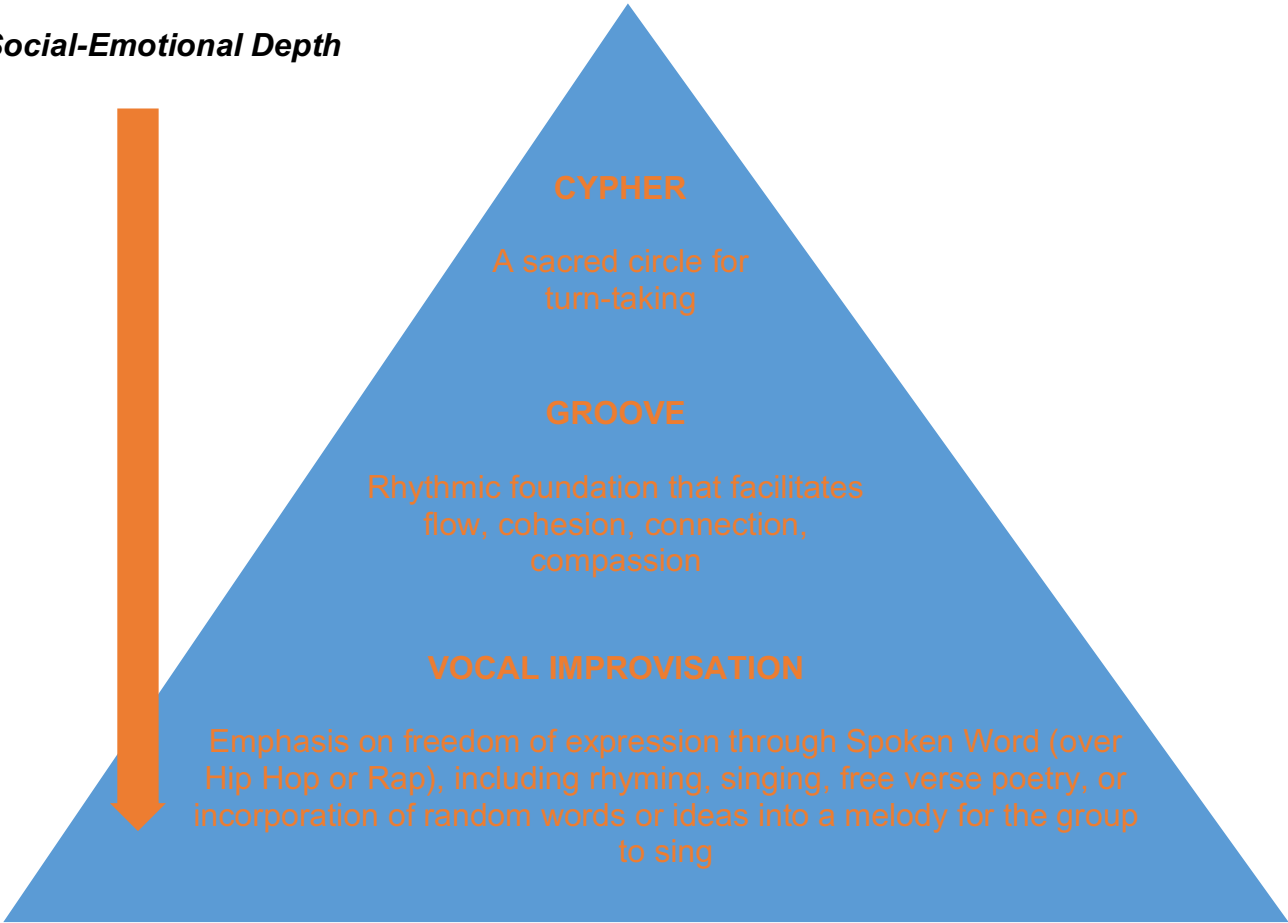 Social-Emotional Depth
CYPHER
A sacred circle for
turn-taking
GROOVE
Rhythmic foundation that facilitates
flow, cohesion, connection,
compassion
VOCAL IMPROVISATION
Emphasis on freedom of expression through Spoken Word (over
Hip Hop or Rap), including rhyming, singing, free verse poetry, or
incorporation of random words or ideas into a melody for the group
to sing